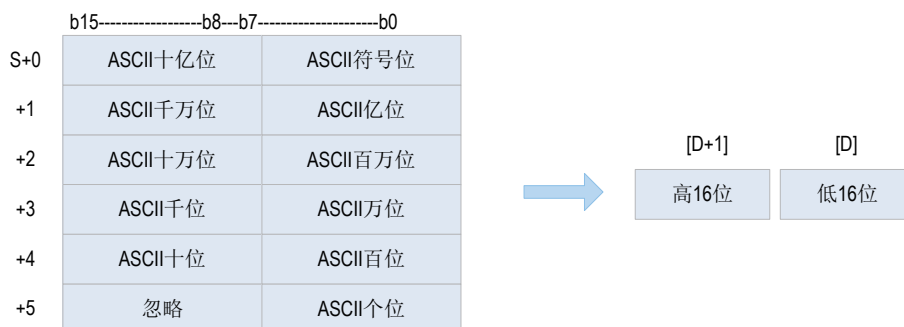 b15------------------b8---b7---------------------b0
S+0 ASCII十亿位 ASCII符号位
+1 ASCII千万位 ASCII亿位
+2 ASCII十万位 ASCII百万位
[D+1] [D]
+3 ASCII千位 ASCII万位
高16位 低16位
+4 ASCII十位 ASCII百位
+5 忽略 ASCII个位